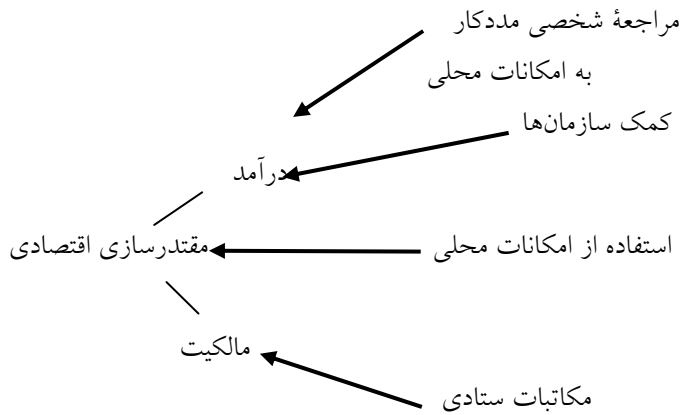 مراجعهٔ شخصی مددکار
به امکانات محلی
کمک سازمان‌ها
درآمد
استفاده از امکانات محلی
مقتدرسازی اقتصادی
مالکیت
مکاتبات ستادی